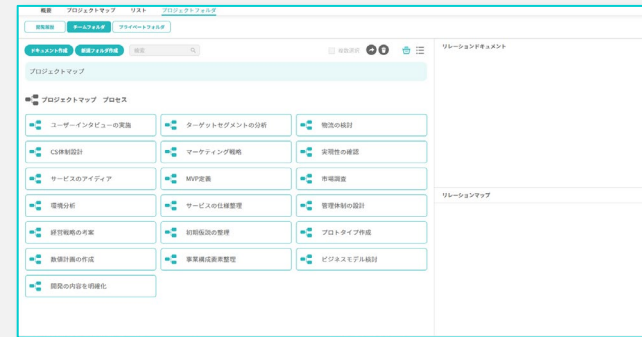 概要 プロジェクトマップ リスト プロジェクトフォルダ
閲覧履歴 チームフォルダ プライベートフォルダ
ドキュメント作成 新規フォルダ作成 検索 複数選択 リレーションドキュメント
プロジェクトマップ
プロジェクトマップ プロセス
ユーザーインタビューの実施 ターゲットセグメントの分析 物流の検討
CS体制設計 マーケティング戦略 実現性の確認
サービスのアイディア MVP定義 市場調査
リレーションマップ
環境分析 サービスの仕様整理 管理体制の設計
経営戦略の考案 初期仮説の整理 プロトタイプ作成
数値計画の作成 事業構成要素整理 ビジネスモデル検討
開発の内容を明確化